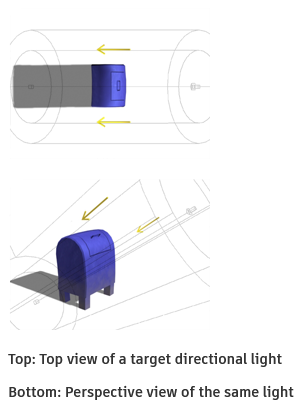 Top: Top view of a target directional light
Bottom: Perspective view of the same light